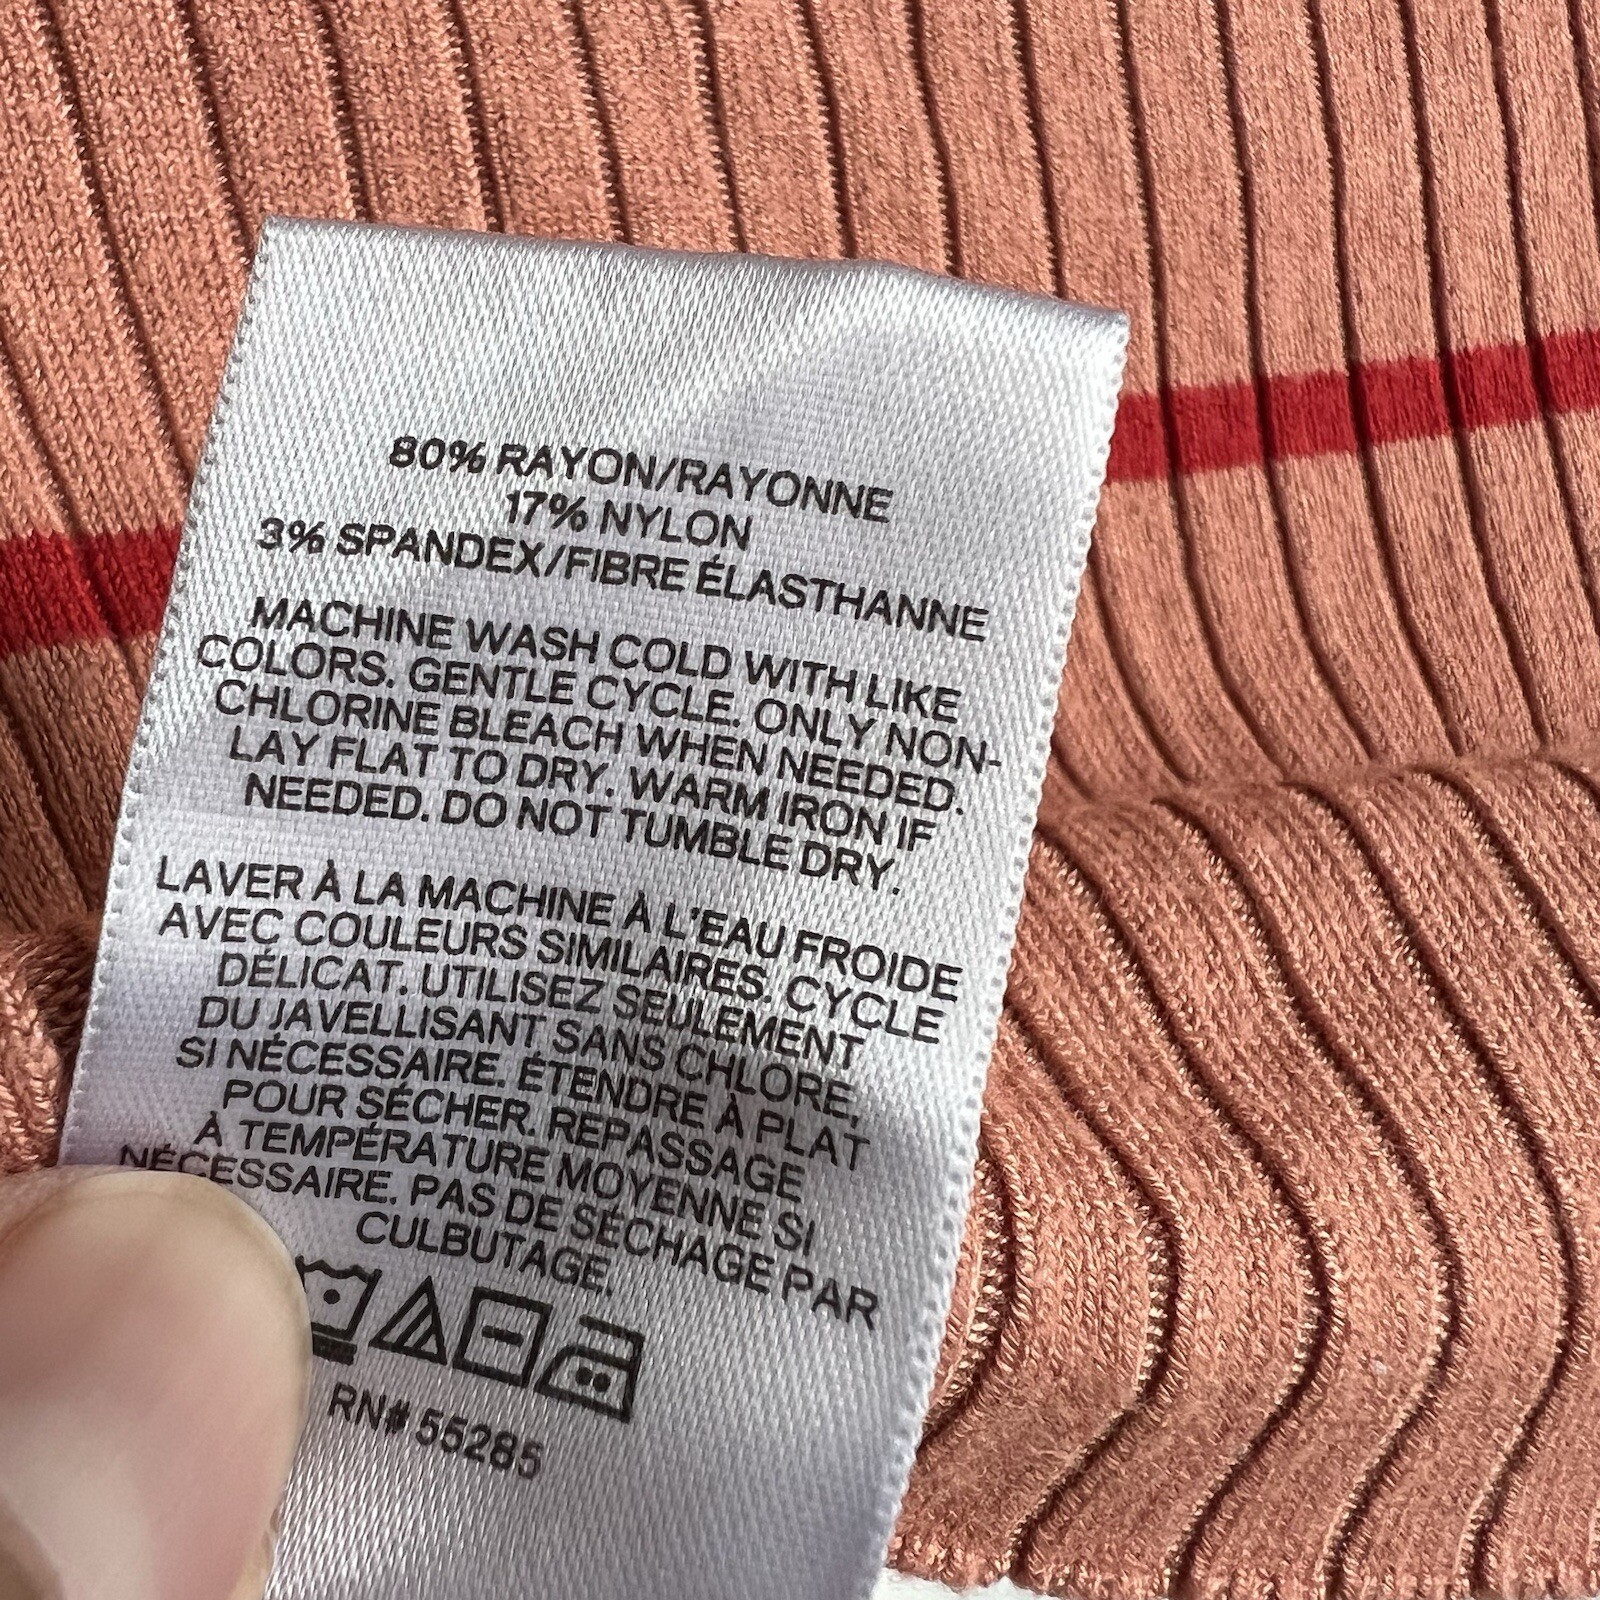 80% RAYON/RAYONNE
17% NYLON
3% SPANDEX/FIBRE ÉLASTHANNE
MACHINE WASH COLD WITH LIKE
COLORS. GENTLE CYCLE. ONLY NON-
CHLORINE BLEACH WHEN NEEDED.
LAY FLAT TO DRY. WARM IRON IF
NEEDED. DO NOT TUMBLE DRY.
LAVER À LA MACHINE À L'EAU FROIDE
AVEC COULEURS SIMILAIRES. CYCLE
DÉLICAT. UTILISEZ SEULEMENT
DU JAVELLISANT SANS CHLORE,
SI NÉCESSAIRE. ÉTENDRE À PLAT
POUR SÉCHER. REPASSAGE
À TEMPÉRATURE MOYENNE SI
NÉCESSAIRE. PAS DE SÉCHAGE PAR
CULBUTAGE.
RN# 55285